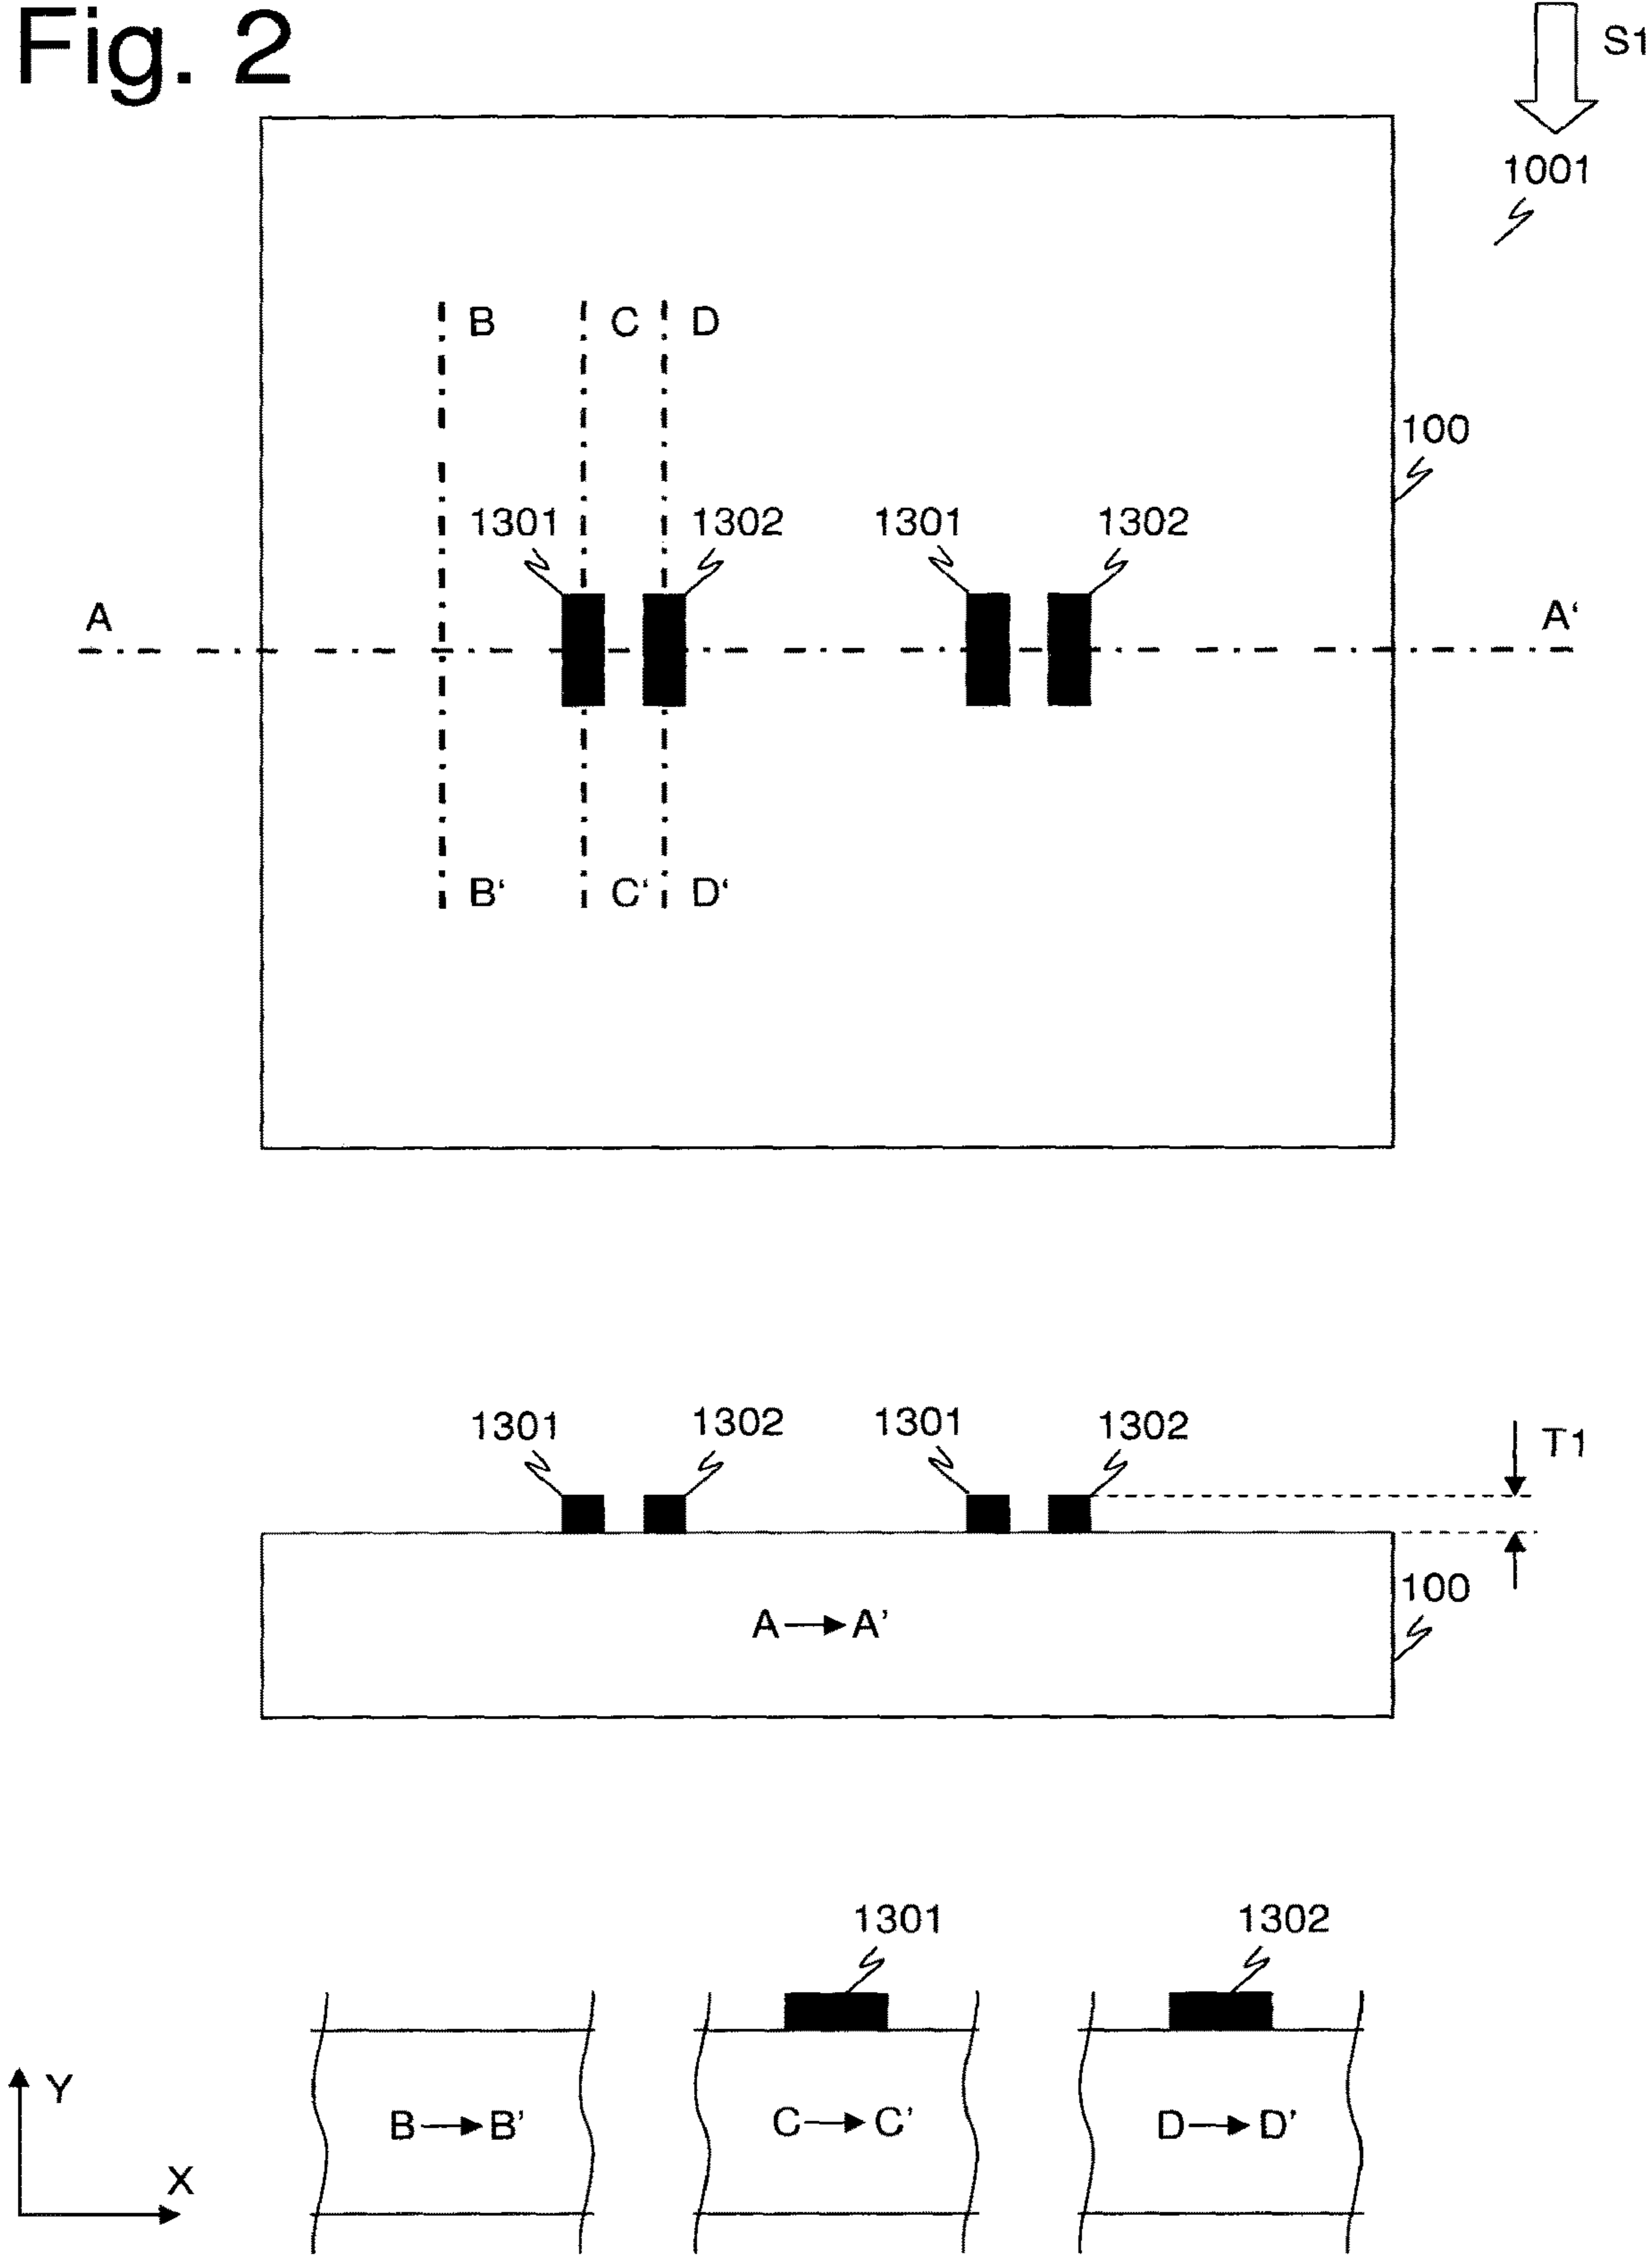 Fig. 2
S1
1001
B C D
100
1301 1302 1301 1302
A A‘
B‘ C‘ D‘
1301 1302 1301 1302
T1
100
A→A’
1301 1302
Y
B→B’ C→C’ D→D’
X